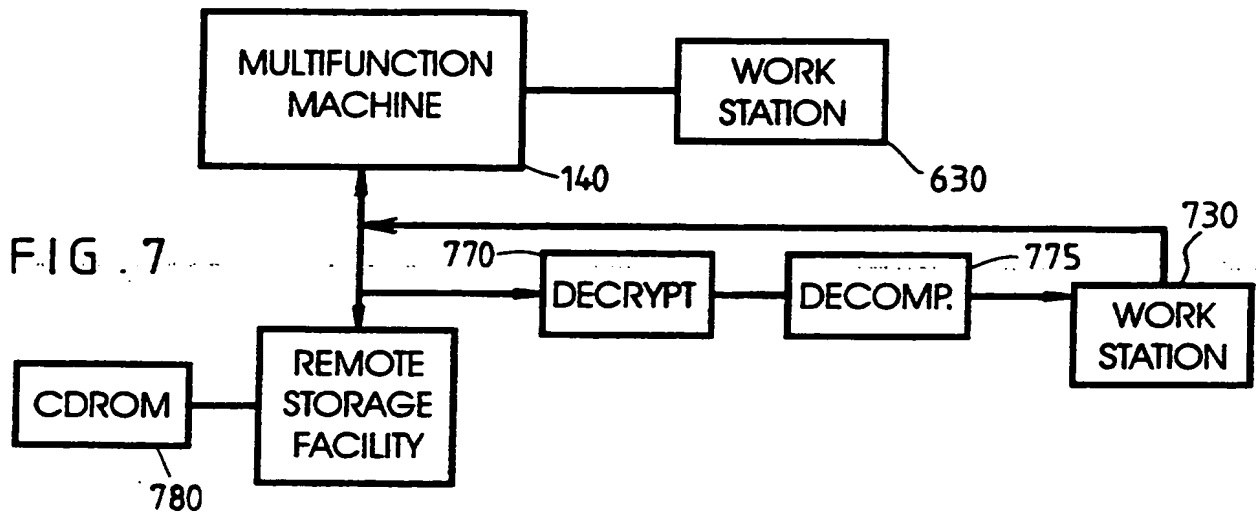 MULTIFUNCTION
MACHINE
140
WORK
STATION
630
FIG. 7
770
DECRYPT
775
DECOMP.
730
WORK
STATION
REMOTE
STORAGE
FACILITY
CDROM
780